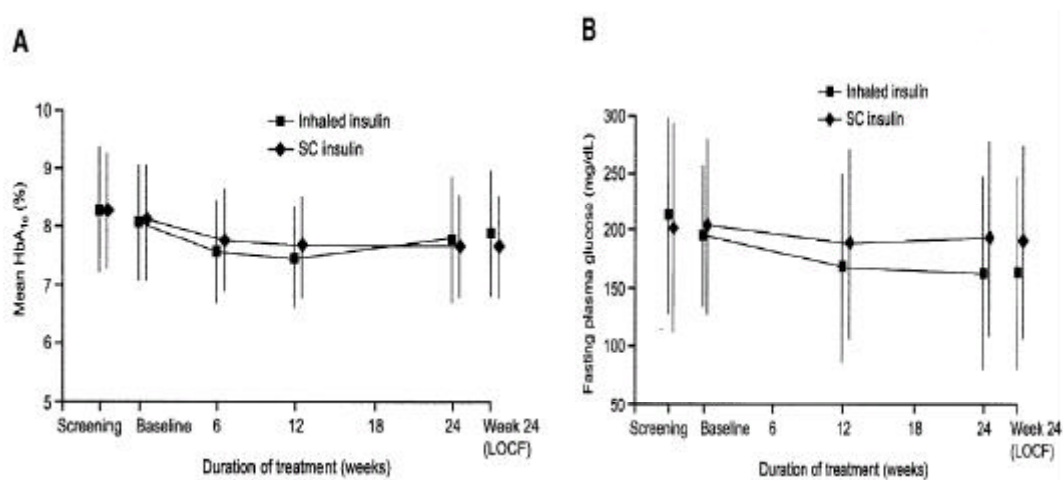 A
Mean HbA1c (%)
10
9
8
7
6
5
Inhaled insulin
SC insulin
Screening Baseline 6 12 18 24 Week 24
(LOCF)
Duration of treatment (weeks)
B
Fasting plasma glucose (mg/dL)
300
250
200
150
100
50
Inhaled insulin
SC insulin
Screening Baseline 6 12 18 24 Week 24
(LOCF)
Duration of treatment (weeks)